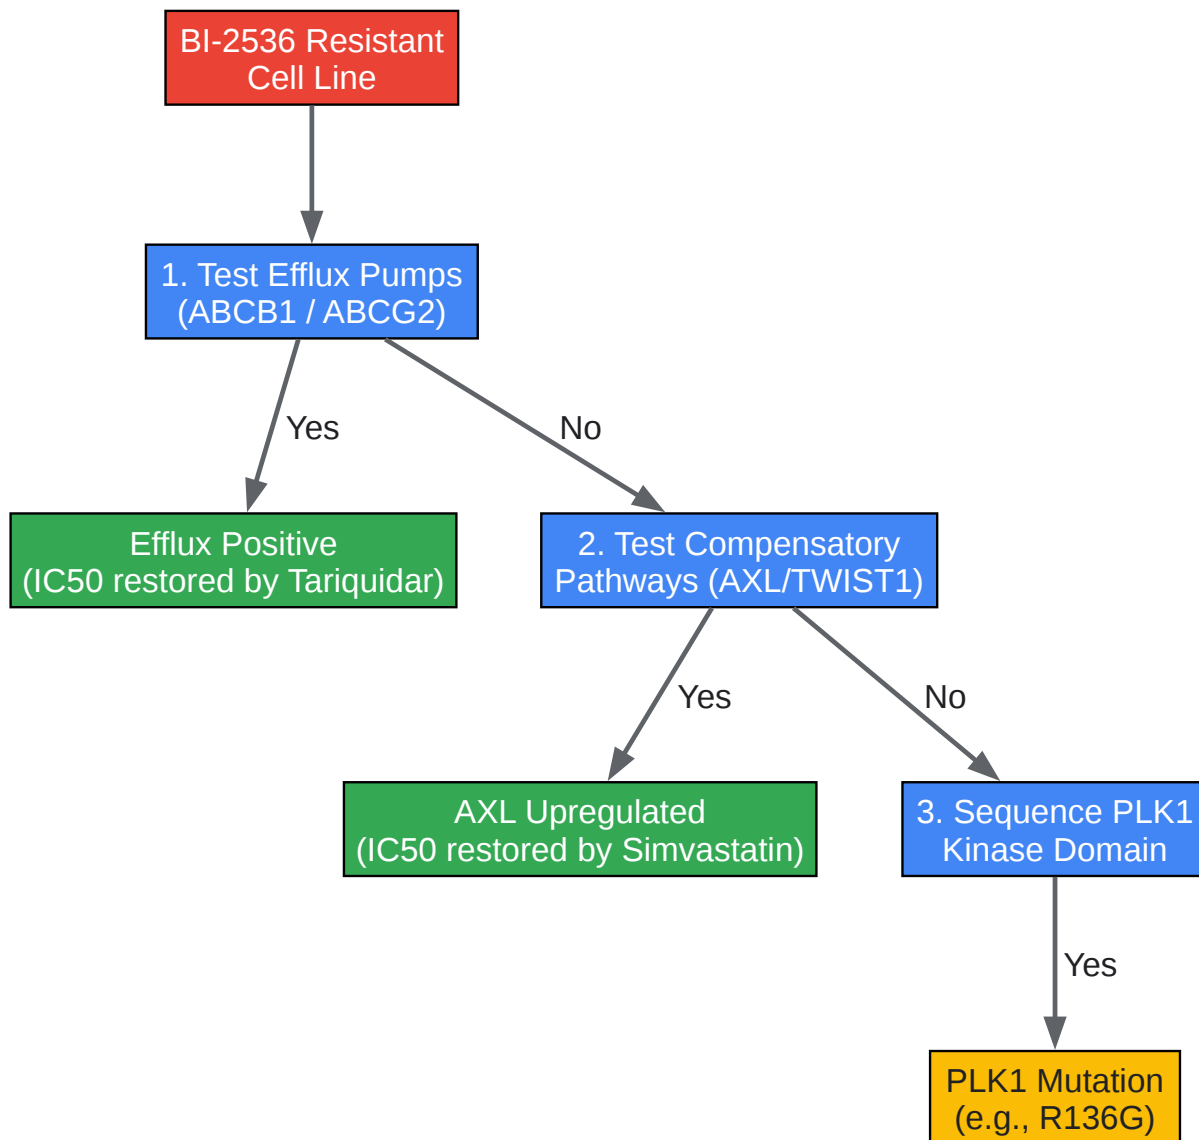 BI-2536 Resistant
Cell Line
1. Test Efflux Pumps
(ABCB1 / ABCG2)
Yes
No
Efflux Positive
(IC50 restored by Tariquidar)
2. Test Compensatory
Pathways (AXL/TWIST1)
Yes
No
AXL Upregulated
(IC50 restored by Simvastatin)
3. Sequence PLK1
Kinase Domain
Yes
PLK1 Mutation
(e.g., R136G)